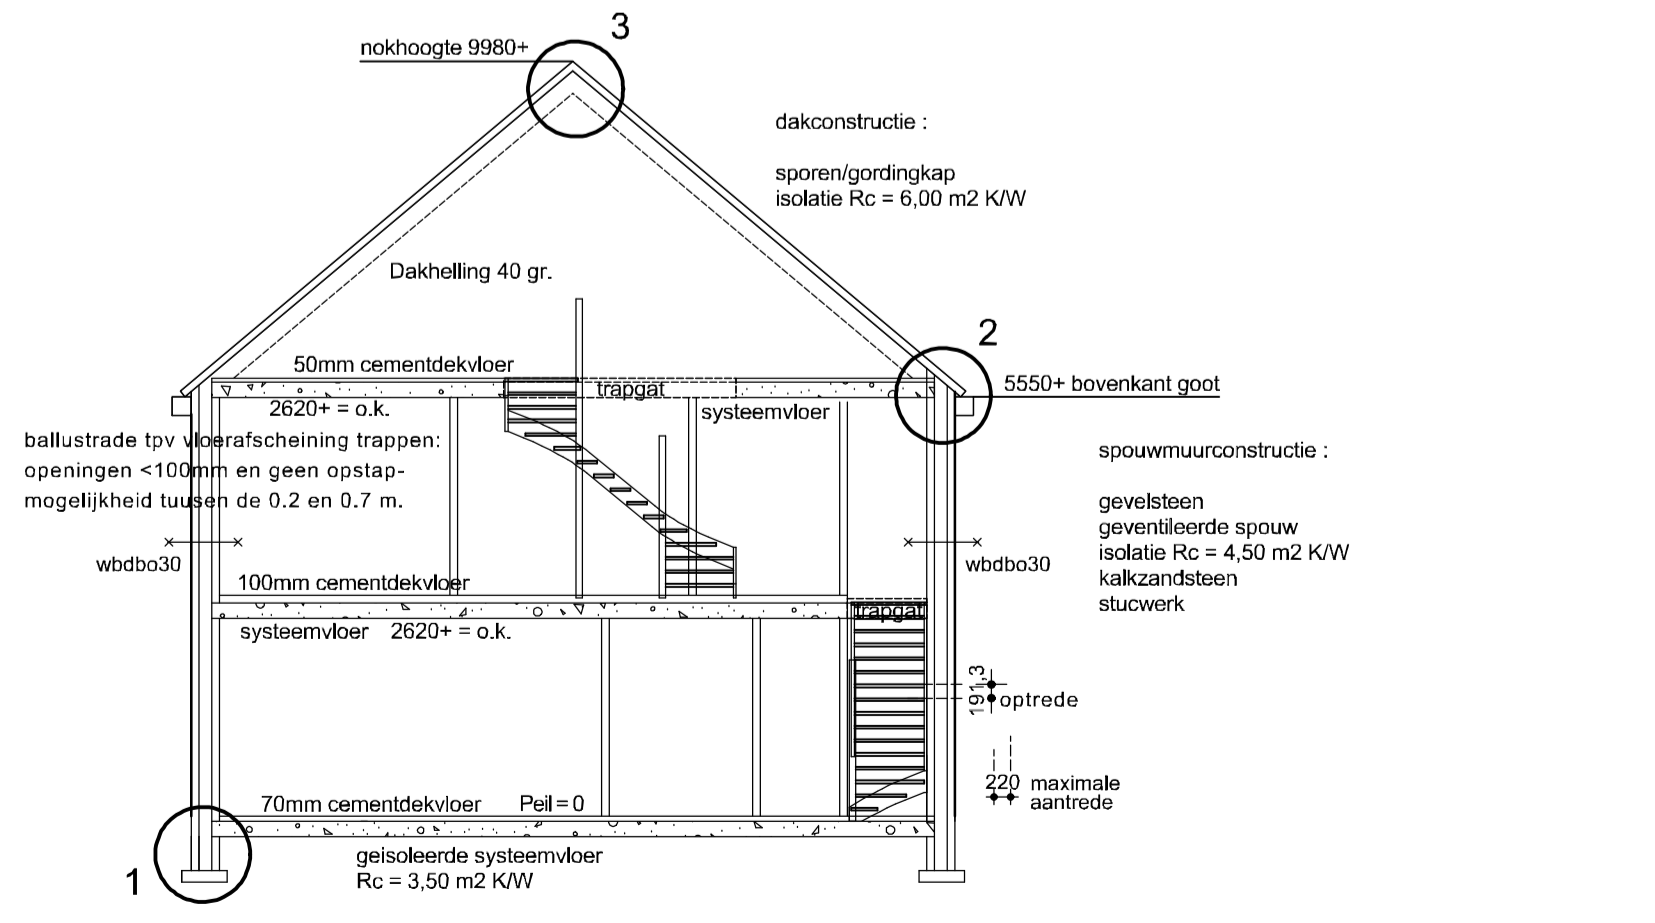 3
nokhoogte 9980+
dakconstructie :
sporen/gordingkap
isolatie Rc = 6,00 m2 K/W
Dakhelling 40 gr.
2
50mm cementdekvloer
trapgat
5550+ bovenkant goot
2620+ = o.k.
systeemvloer
ballustrade tpv vloerafscheining trappen:
openingen <100mm en geen opstap-
mogelijkheid tuusen de 0.2 en 0.7 m.
spouwmuurconstructie :
gevelsteen
geventileerde spouw
isolatie Rc = 4,50 m2 K/W
kalkzandsteen
stucwerk
wbdbo30
wbdbo30
100mm cementdekvloer
trapgat
systeemvloer 2620+ = o.k.
191,3
optrede
220 maximale
aantrede
70mm cementdekvloer Peil = 0
geisoleerde systeemvloer
Rc = 3,50 m2 K/W
1